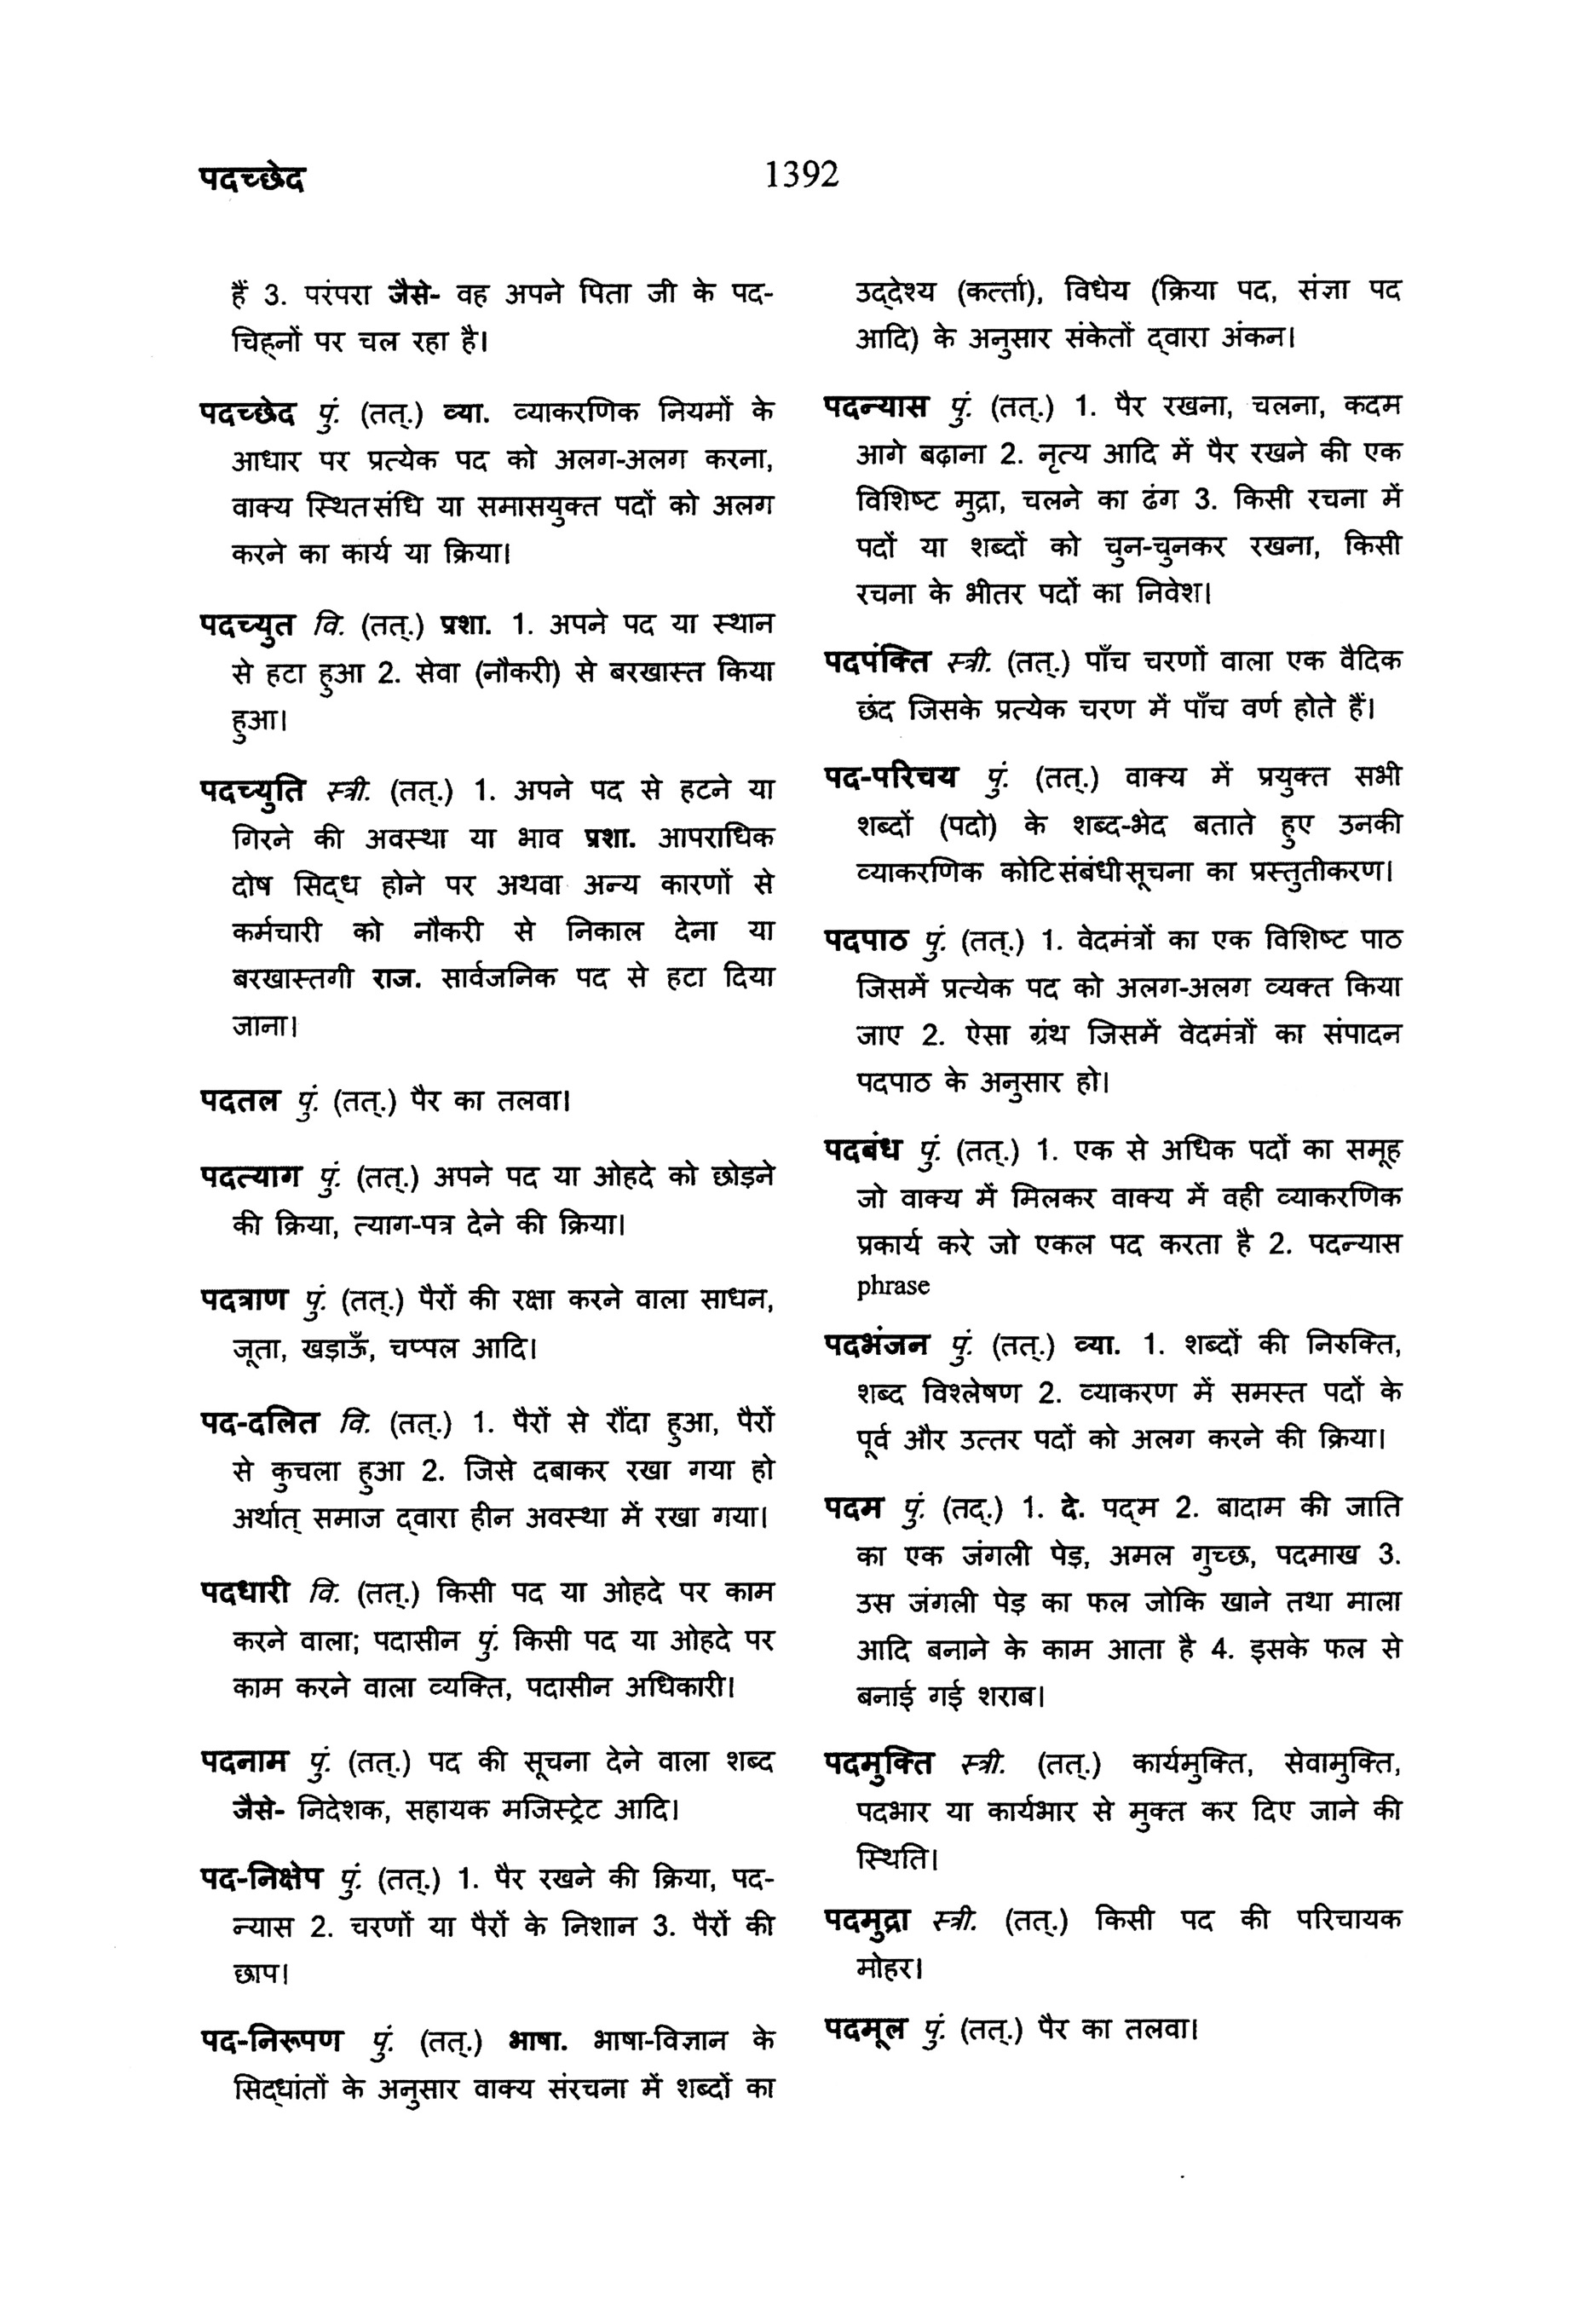 पदच्छेद
1392
हैं 3. परंपरा जैसे- वह अपने पिता जी के पद-
चिह्नों पर चल रहा है।
पदच्छेद पुं. (तत्.) व्या. व्याकरणिक नियमों के
आधार पर प्रत्येक पद को अलग-अलग करना,
वाक्य स्थित संधि या समासयुक्त पदों को अलग
करने का कार्य या क्रिया।
पदच्युत वि. (तत्.) प्रशा. 1. अपने पद या स्थान
से हटा हुआ 2. सेवा (नौकरी) से बरखास्त किया
हुआ।
पदच्युति स्त्री. (तत्.) 1. अपने पद से हटने या
गिरने की अवस्था या भाव प्रशा. आपराधिक
दोष सिद्ध होने पर अथवा अन्य कारणों से
कर्मचारी को नौकरी से निकाल देना या
बरखास्तगी राज. सार्वजनिक पद से हटा दिया
जाना।
पदतल पुं. (तत्.) पैर का तलवा।
पदत्याग पुं. (तत्.) अपने पद या ओहदे को छोड़ने
की क्रिया, त्याग-पत्र देने की क्रिया।
पदत्राण पुं. (तत्.) पैरों की रक्षा करने वाला साधन,
जूता, खड़ाऊँ, चप्पल आदि।
पद-दलित वि. (तत्.) 1. पैरों से रौंदा हुआ, पैरों
से कुचला हुआ 2. जिसे दबाकर रखा गया हो
अर्थात् समाज द्वारा हीन अवस्था में रखा गया।
पदधारी वि. (तत्.) किसी पद या ओहदे पर काम
करने वाला; पदासीन पुं. किसी पद या ओहदे पर
काम करने वाला व्यक्ति, पदासीन अधिकारी।
पदनाम पुं. (तत्.) पद की सूचना देने वाला शब्द
जैसे- निदेशक, सहायक मजिस्ट्रेट आदि।
पद-निक्षेप पुं. (तत्.) 1. पैर रखने की क्रिया, पद-
न्यास 2. चरणों या पैरों के निशान 3. पैरों की
छाप।
पद-निरूपण पुं. (तत्.) भाषा. भाषा-विज्ञान के
सिद्धांतों के अनुसार वाक्य संरचना में शब्दों का
उद्देश्य (कर्त्ता), विधेय (क्रिया पद, संज्ञा पद
आदि) के अनुसार संकेतों द्वारा अंकन।
पदन्यास पुं. (तत्.) 1. पैर रखना, चलना, कदम
आगे बढ़ाना 2. नृत्य आदि में पैर रखने की एक
विशिष्ट मुद्रा, चलने का ढंग 3. किसी रचना में
पदों या शब्दों को चुन-चुनकर रखना, किसी
रचना के भीतर पदों का निवेश।
पदपंक्ति स्त्री. (तत्.) पाँच चरणों वाला एक वैदिक
छंद जिसके प्रत्येक चरण में पाँच वर्ण होते हैं।
पद-परिचय पुं. (तत्.) वाक्य में प्रयुक्त सभी
शब्दों (पदो) के शब्द-भेद बताते हुए उनकी
व्याकरणिक कोटि संबंधी सूचना का प्रस्तुतीकरण।
पदपाठ पुं. (तत्.) 1. वेदमंत्रों का एक विशिष्ट पाठ
जिसमें प्रत्येक पद को अलग-अलग व्यक्त किया
जाए 2. ऐसा ग्रंथ जिसमें वेदमंत्रों का संपादन
पदपाठ के अनुसार हो।
पदबंध पुं. (तत्.) 1. एक से अधिक पदों का समूह
जो वाक्य में मिलकर वाक्य में वही व्याकरणिक
प्रकार्य करे जो एकल पद करता है 2. पदन्यास
phrase
पदभंजन पुं. (तत्.) व्या. 1. शब्दों की निरुक्ति,
शब्द विश्लेषण 2. व्याकरण में समस्त पदों के
पूर्व और उत्तर पदों को अलग करने की क्रिया।
पदम पुं. (तद्.) 1. दे. पद्म 2. बादाम की जाति
का एक जंगली पेड़, अमल गुच्छ, पदमाख 3.
उस जंगली पेड़ का फल जोकि खाने तथा माला
आदि बनाने के काम आता है 4. इसके फल से
बनाई गई शराब।
पदमुक्ति स्त्री. (तत्.) कार्यमुक्ति, सेवामुक्ति,
पदभार या कार्यभार से मुक्त कर दिए जाने की
स्थिति।
पदमुद्रा स्त्री. (तत्.) किसी पद की परिचायक
मोहर।
पदमूल पुं. (तत्.) पैर का तलवा।